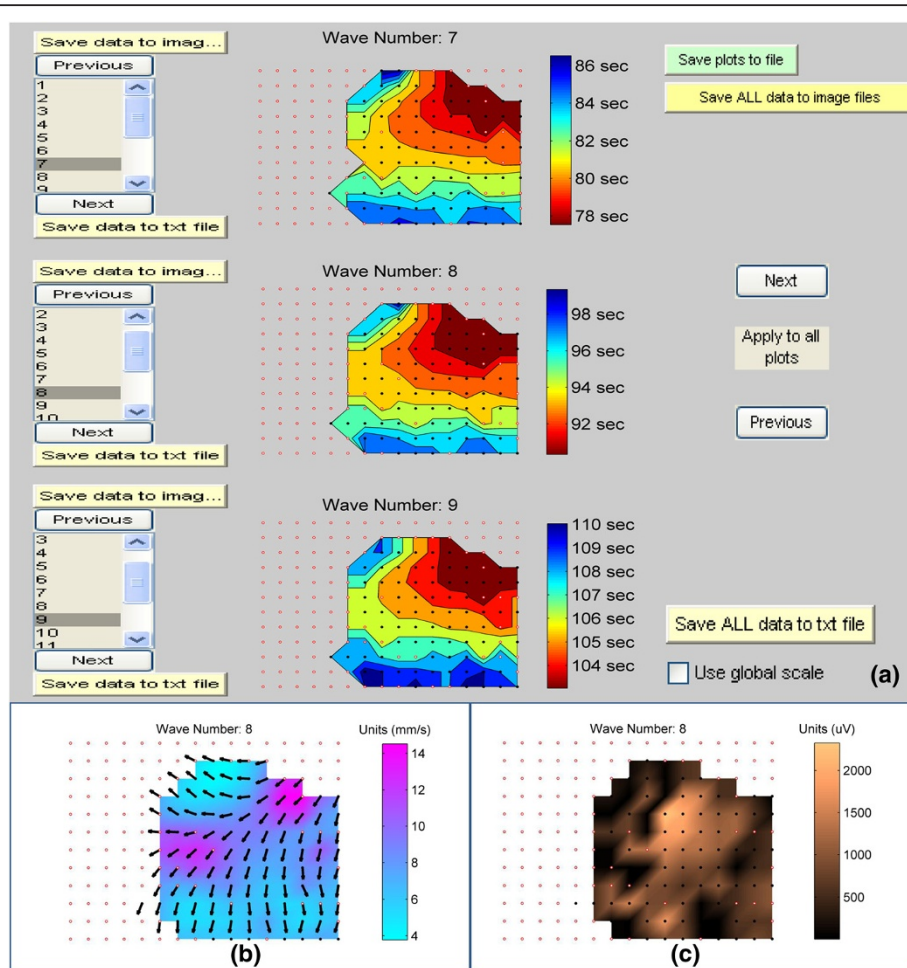 Save data to imag...
Previous
1
2
3
4
5
6
7
8
9
Next
Save data to txt file
Wave Number: 7
86 sec
84 sec
82 sec
80 sec
78 sec
Save plots to file
Save ALL data to image files
Save data to imag...
Previous
2
3
4
5
6
7
8
9
10
Next
Save data to txt file
Wave Number: 8
98 sec
96 sec
94 sec
92 sec
Next
Apply to all
plots
Previous
Save data to imag...
Previous
3
4
5
6
7
8
9
10
11
Next
Save data to txt file
Wave Number: 9
110 sec
109 sec
108 sec
107 sec
106 sec
105 sec
104 sec
Save ALL data to txt file
Use global scale
(a)
Wave Number: 8
Units (mm/s)
14
12
10
8
6
4
(b)
Wave Number: 8
Units (uV)
2000
1500
1000
500
(c)